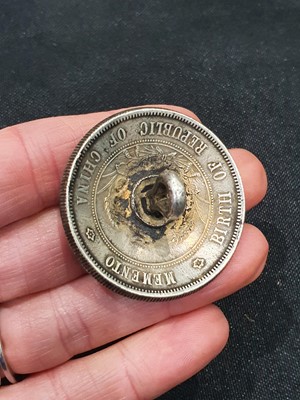 MEMENTO
BIRTH OF REPUBLIC OF CHINA